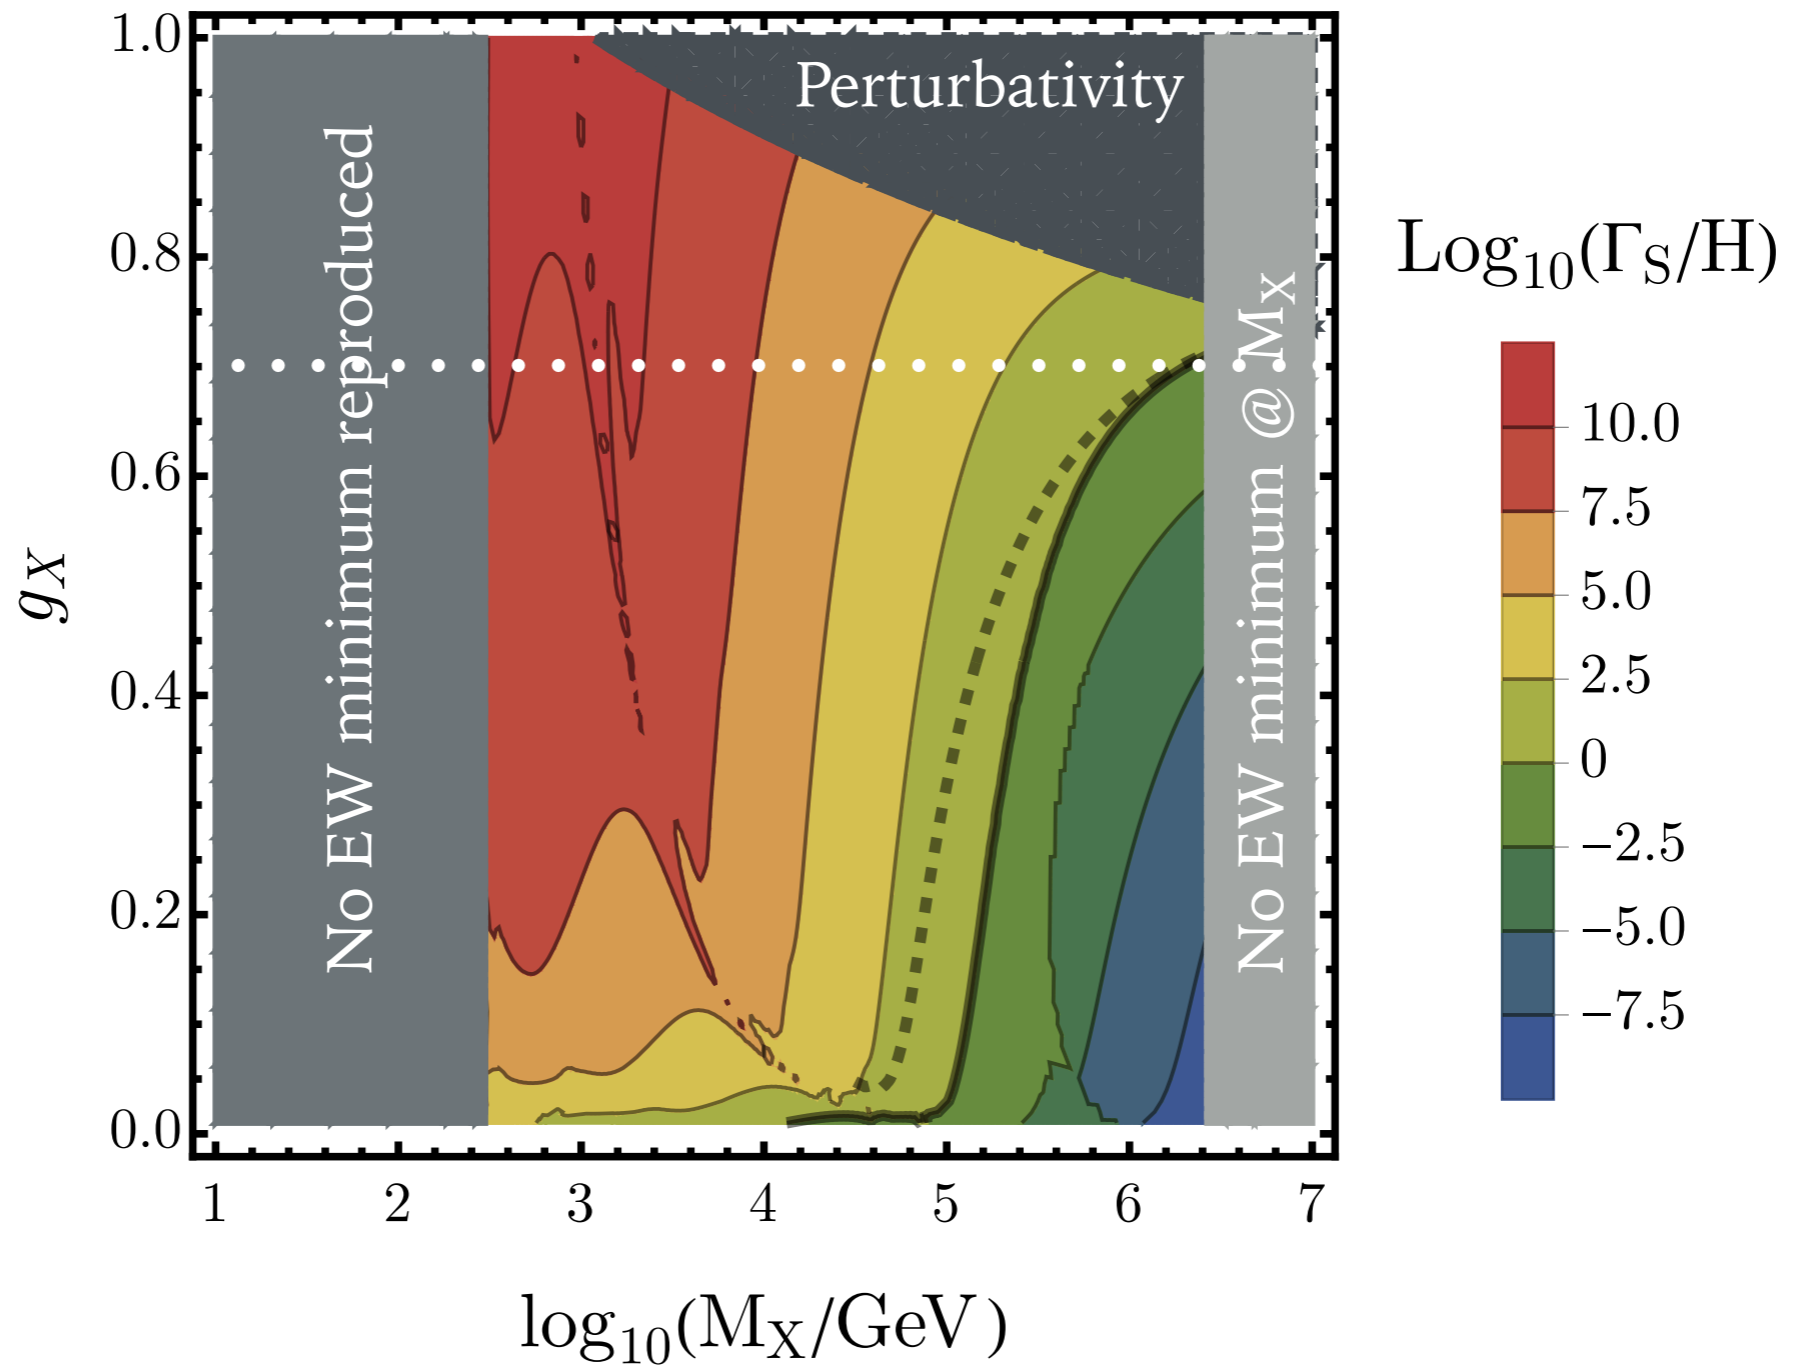 1.0
0.8
0.6
0.4
0.2
0.0
g_X
No EW minimum reproduced
Perturbativity
No EW minimum @ M_X
1 2 3 4 5 6 7
log₁₀(M_X/GeV)
Log₁₀(Γ_S/H)
10.0
7.5
5.0
2.5
0
−2.5
−5.0
−7.5